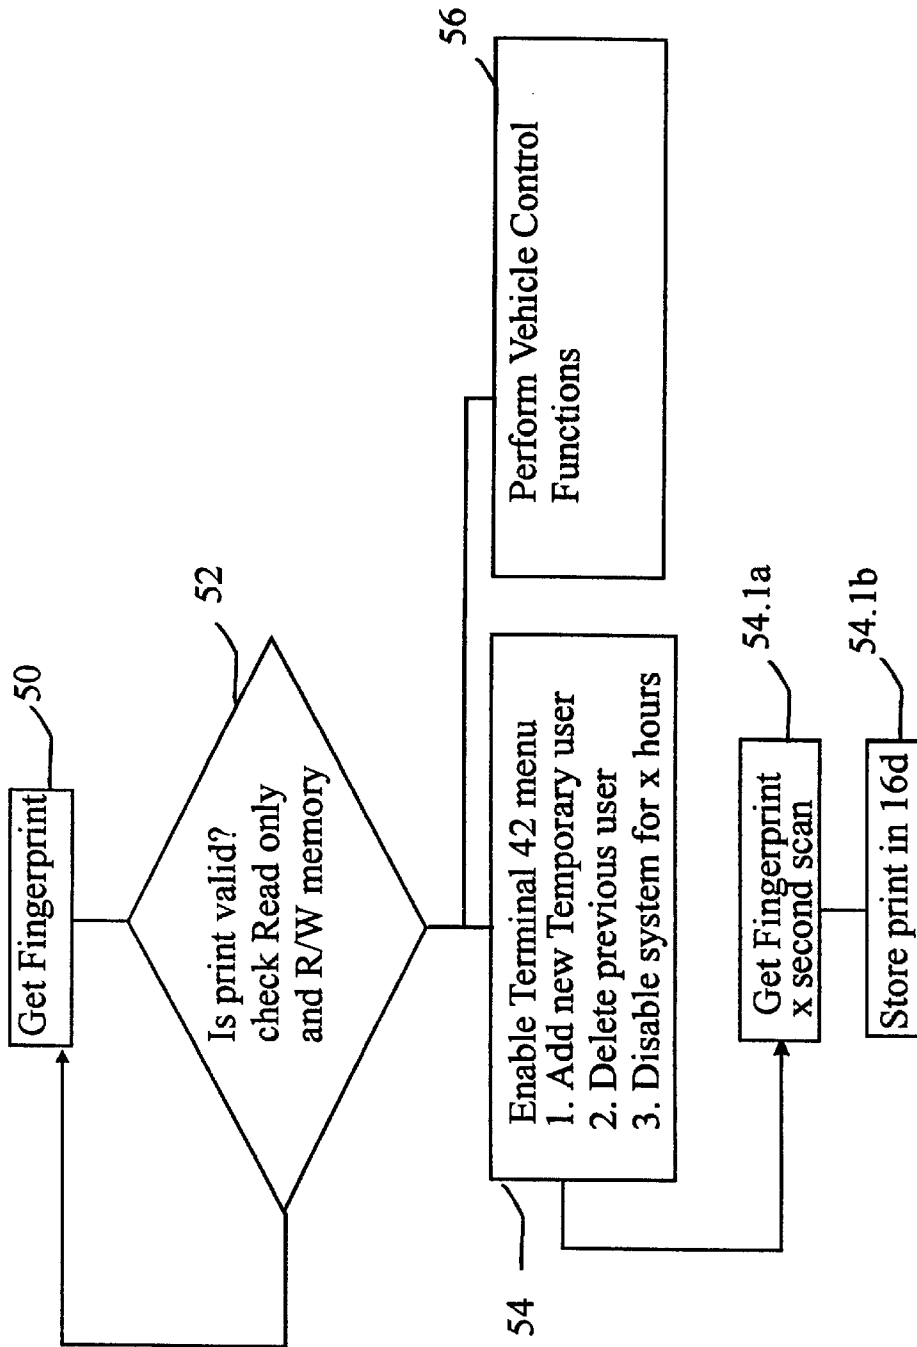 50
Get Fingerprint
52
Is print valid?
check Read only
and R/W memory
54
Enable Terminal 42 menu
1. Add new Temporary user
2. Delete previous user
3. Disable system for x hours
56
Perform Vehicle Control
Functions
54.1a
Get Fingerprint
x second scan
54.1b
Store print in 16d